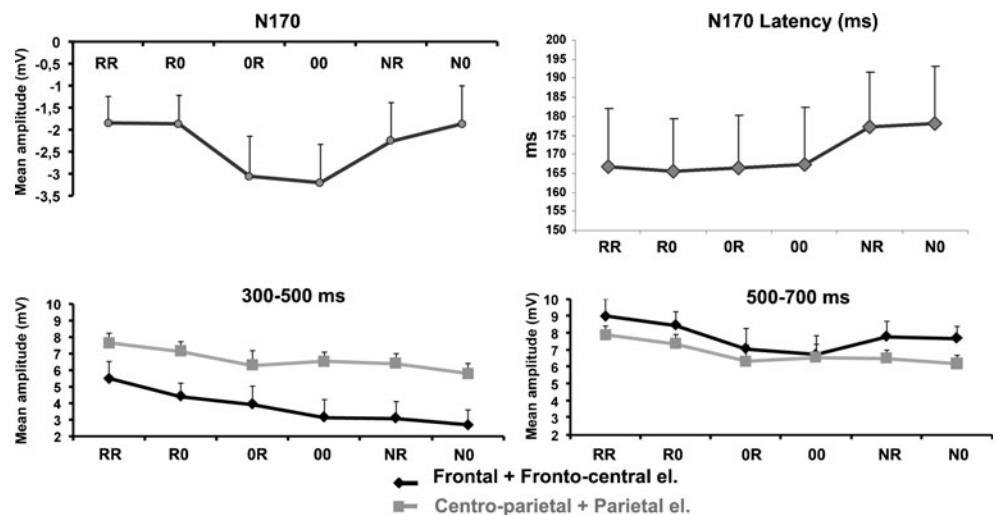 N170
Mean amplitude (mV)
0
-1
-1,5
-2
-2,5
-3
-3,5
RR R0 0R 00 NR N0
N170 Latency (ms)
ms
200
195
190
185
180
175
170
165
160
155
150
RR R0 0R 00 NR N0
300-500 ms
Mean amplitude (mV)
10
9
8
7
6
5
4
3
2
RR R0 0R 00 NR N0
500-700 ms
Mean amplitude (mV)
10
9
8
7
6
5
4
3
2
RR R0 0R 00 NR N0
Frontal + Fronto-central el.
Centro-parietal + Parietal el.